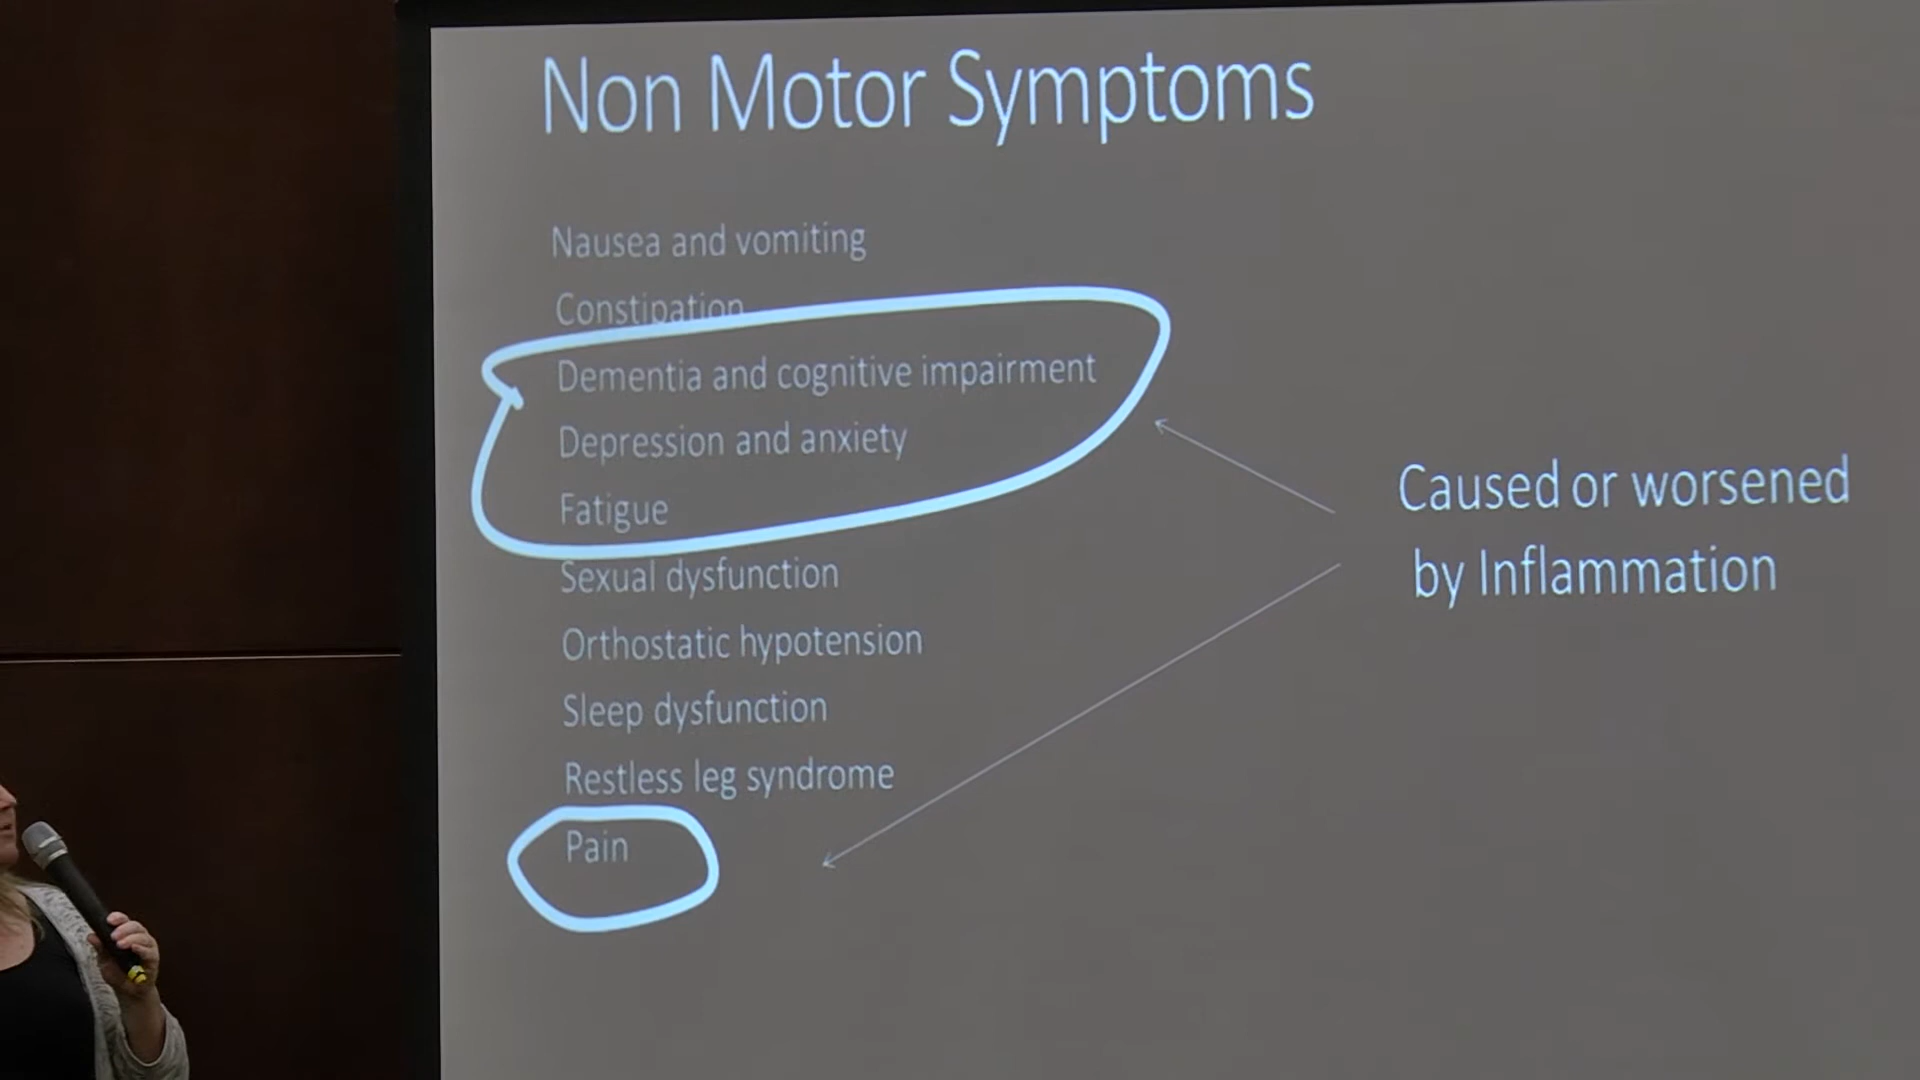 Non Motor Symptoms
Nausea and vomiting
Constipation
Dementia and cognitive impairment
Depression and anxiety
Fatigue
Sexual dysfunction
Orthostatic hypotension
Sleep dysfunction
Restless leg syndrome
Pain
Caused or worsened
by Inflammation